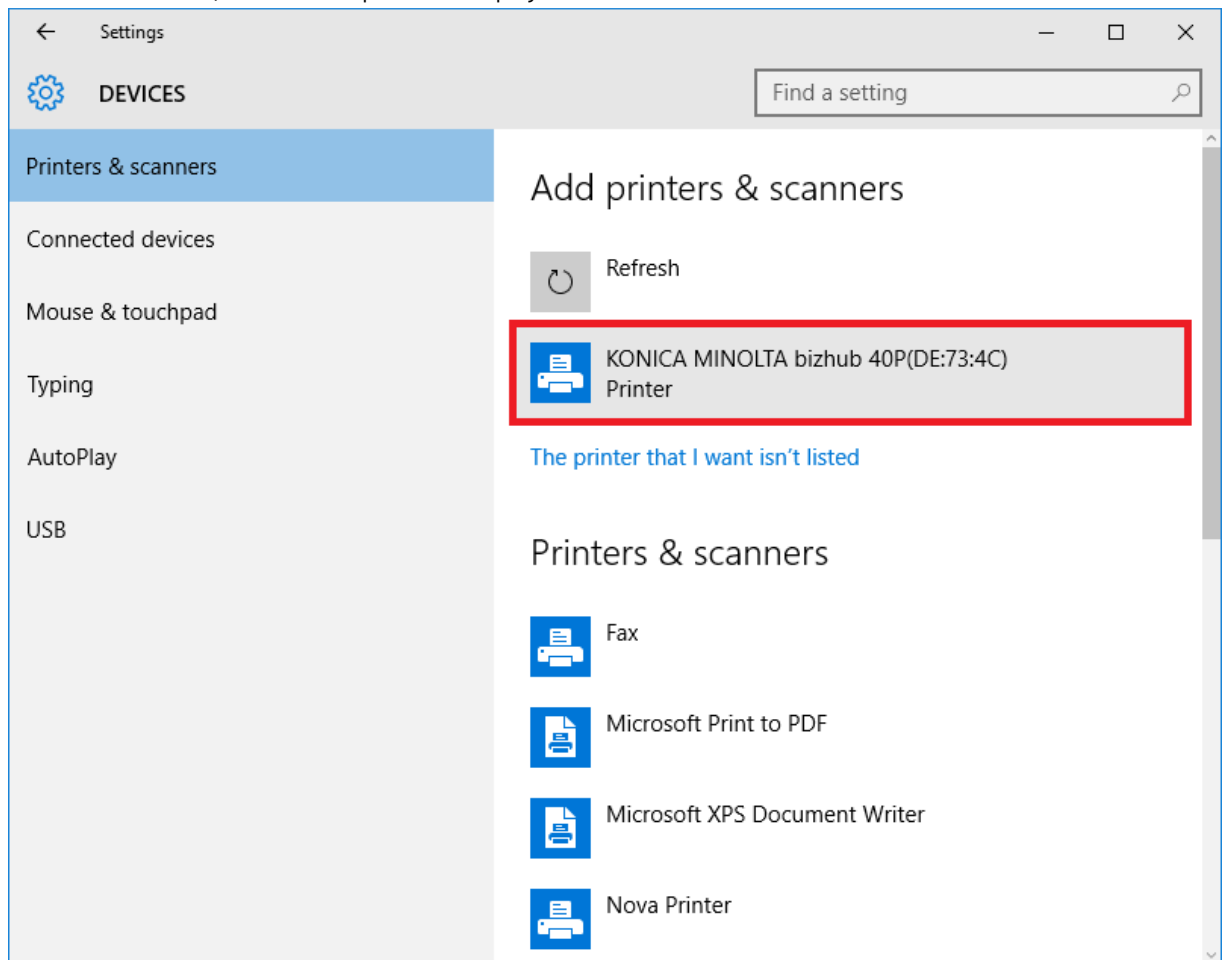 Settings
DEVICES
Find a setting
Printers & scanners
Connected devices
Mouse & touchpad
Typing
AutoPlay
USB
Add printers & scanners
Refresh
KONICA MINOLTA bizhub 40P(DE:73:4C)
Printer
The printer that I want isn’t listed
Printers & scanners
Fax
Microsoft Print to PDF
Microsoft XPS Document Writer
Nova Printer